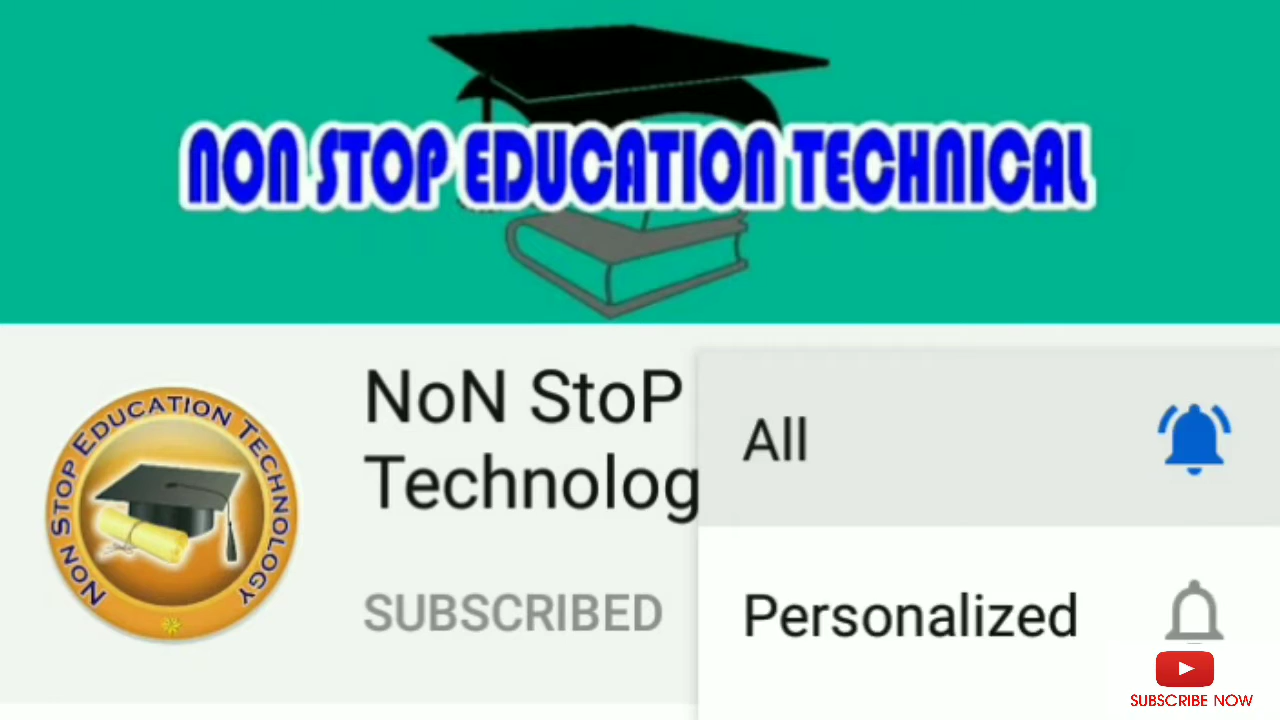 NON STOP EDUCATION TECHNICAL
NoN StoP
Technolog
SUBSCRIBED
NON STOP EDUCATION TECHNOLOGY
All
Personalized
SUBSCRIBE NOW